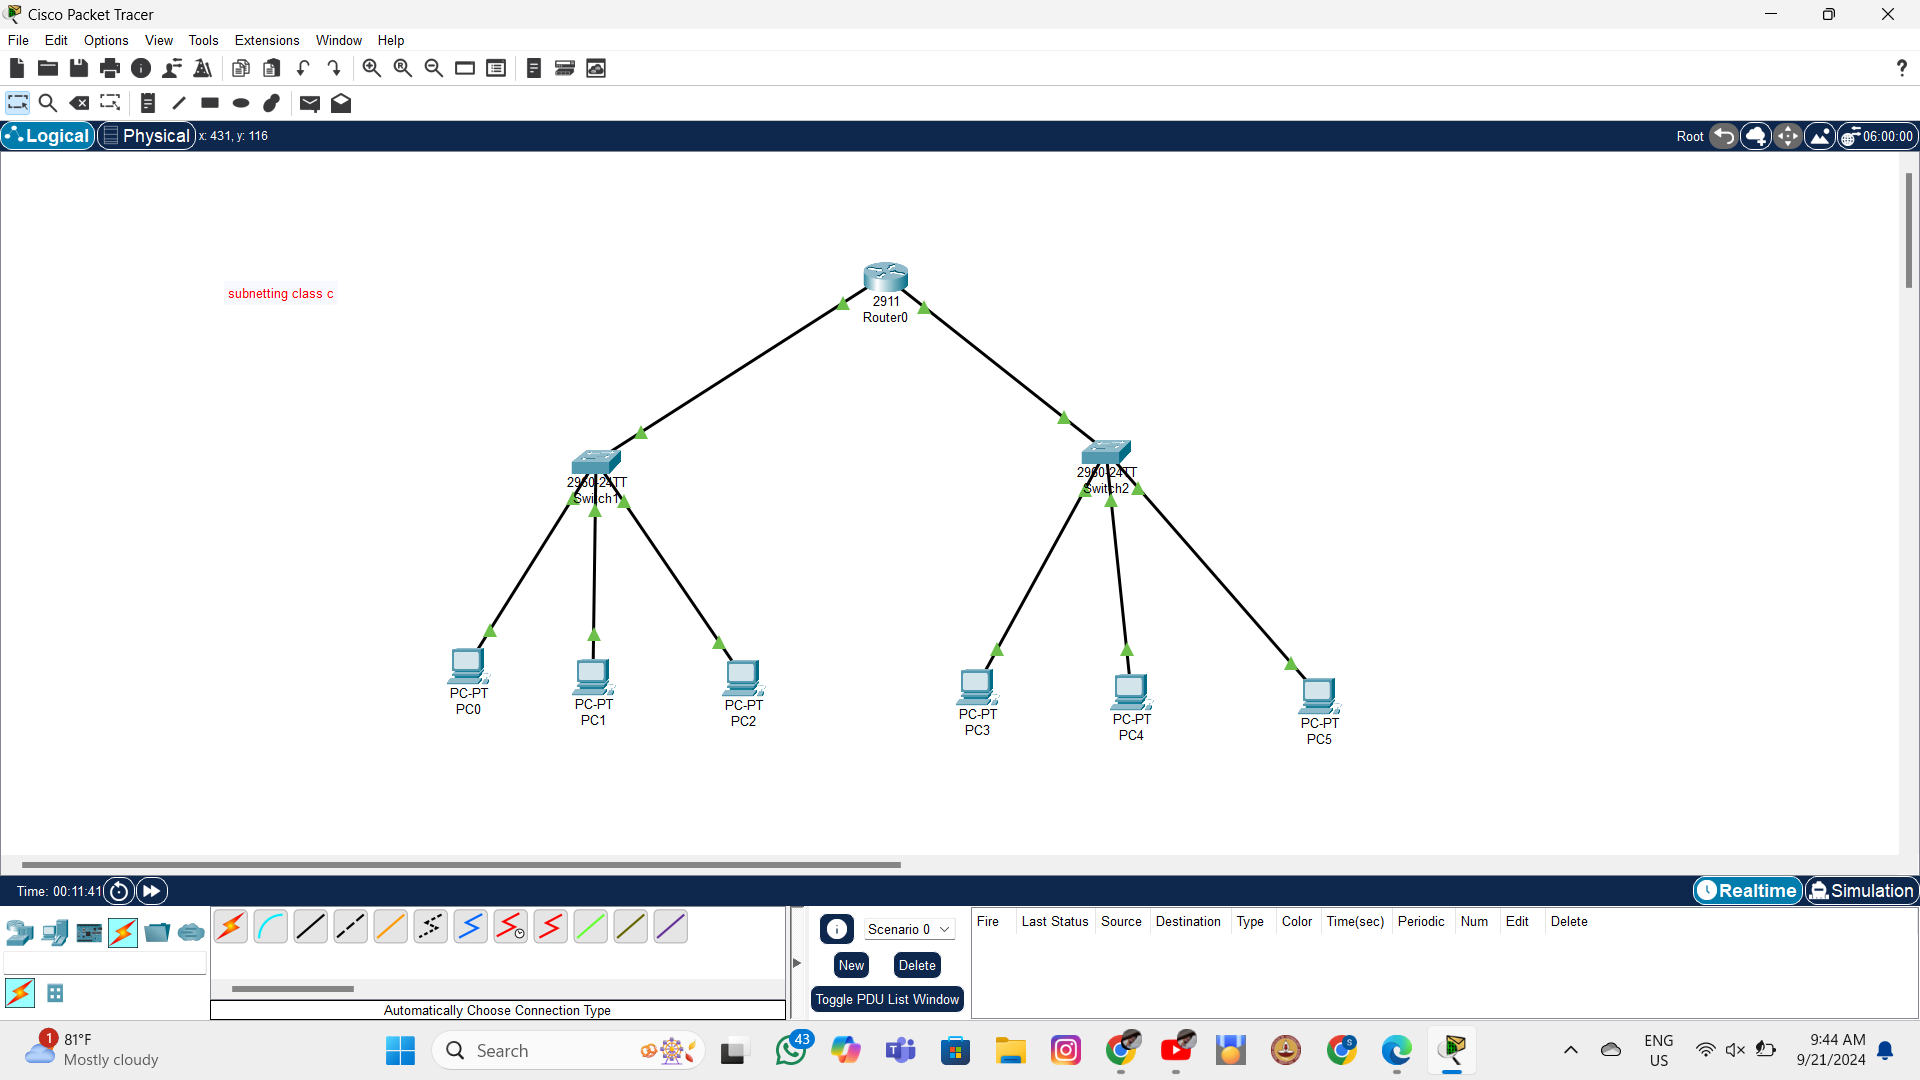 Cisco Packet Tracer
File Edit Options View Tools Extensions Window Help
?
Logical Physical x: 431, y: 116 Root 06:00:00
subnetting class c
2911
Router0
2960-24TT
Switch1
2960-24TT
Switch2
PC-PT
PC0
PC-PT
PC1
PC-PT
PC2
PC-PT
PC3
PC-PT
PC4
PC-PT
PC5
Time: 00:11:41 Realtime Simulation
Scenario 0
New Delete
Toggle PDU List Window
Fire Last Status Source Destination Type Color Time(sec) Periodic Num Edit Delete
Automatically Choose Connection Type
1
81°F
Mostly cloudy
Search
43
S
ENG
US
9:44 AM
9/21/2024